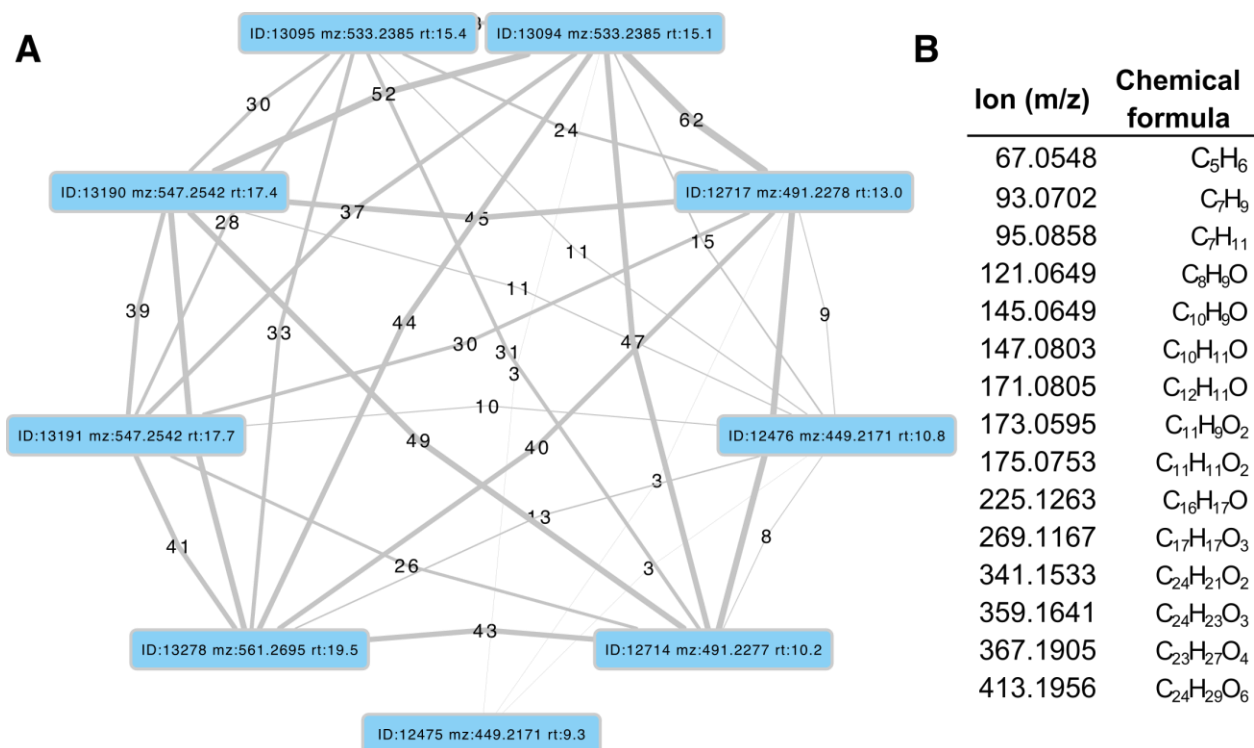 A
B
ID:13095 mz:533.2385 rt:15.4
ID:13094 mz:533.2385 rt:15.1
30
52
24
62
ID:13190 mz:547.2542 rt:17.4
ID:12717 mz:491.2278 rt:13.0
28
37
45
11
15
11
39
33
44
30
31
47
9
3
10
ID:13191 mz:547.2542 rt:17.7
ID:12476 mz:449.2171 rt:10.8
49
40
3
13
41
26
3
8
43
ID:13278 mz:561.2695 rt:19.5
ID:12714 mz:491.2277 rt:10.2
ID:12475 mz:449.2171 rt:9.3
Ion (m/z) Chemical formula
67.0548 C₅H₆
93.0702 C₇H₉
95.0858 C₇H₁₁
121.0649 C₈H₉O
145.0649 C₁₀H₉O
147.0803 C₁₀H₁₁O
171.0805 C₁₂H₁₁O
173.0595 C₁₁H₉O₂
175.0753 C₁₁H₁₁O₂
225.1263 C₁₆H₁₇O
269.1167 C₁₇H₁₇O₃
341.1533 C₂₄H₂₁O₂
359.1641 C₂₄H₂₃O₃
367.1905 C₂₃H₂₇O₄
413.1956 C₂₄H₂₉O₆